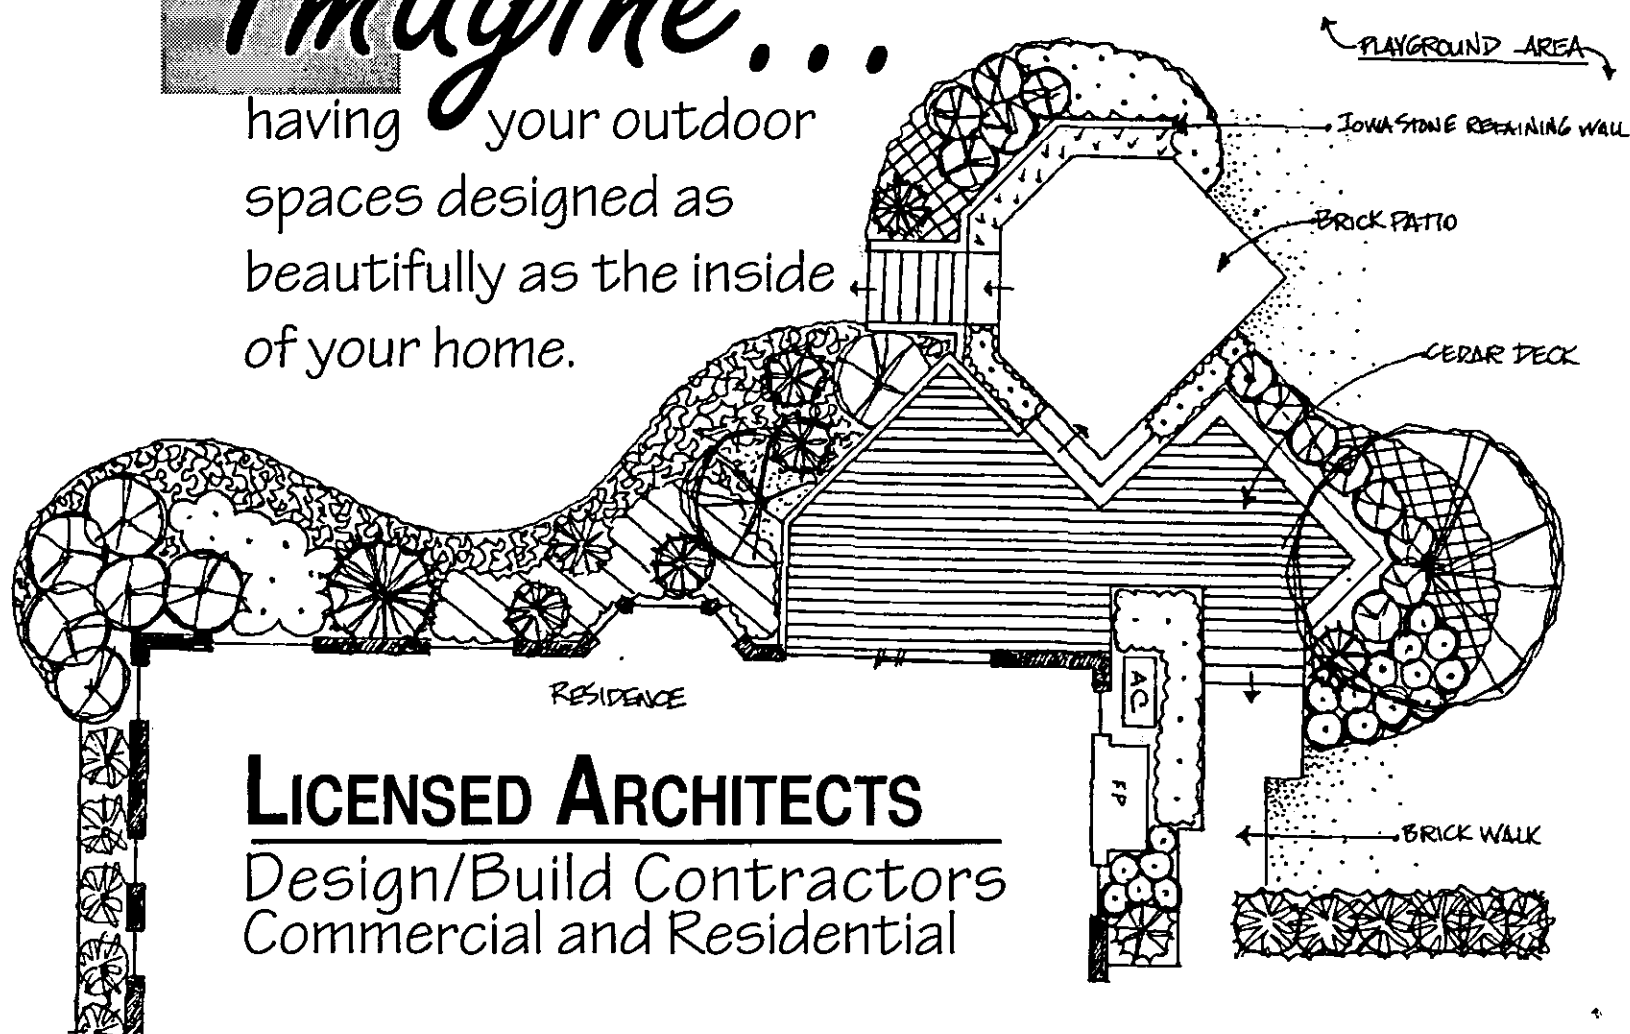 Imagine...
having your outdoor
spaces designed as
beautifully as the inside
of your home.
PLAYGROUND AREA
IOWA STONE RETAINING WALL
BRICK PATIO
CEDAR DECK
RESIDENCE
AC
FP
BRICK WALK
LICENSED ARCHITECTS
Design/Build Contractors
Commercial and Residential